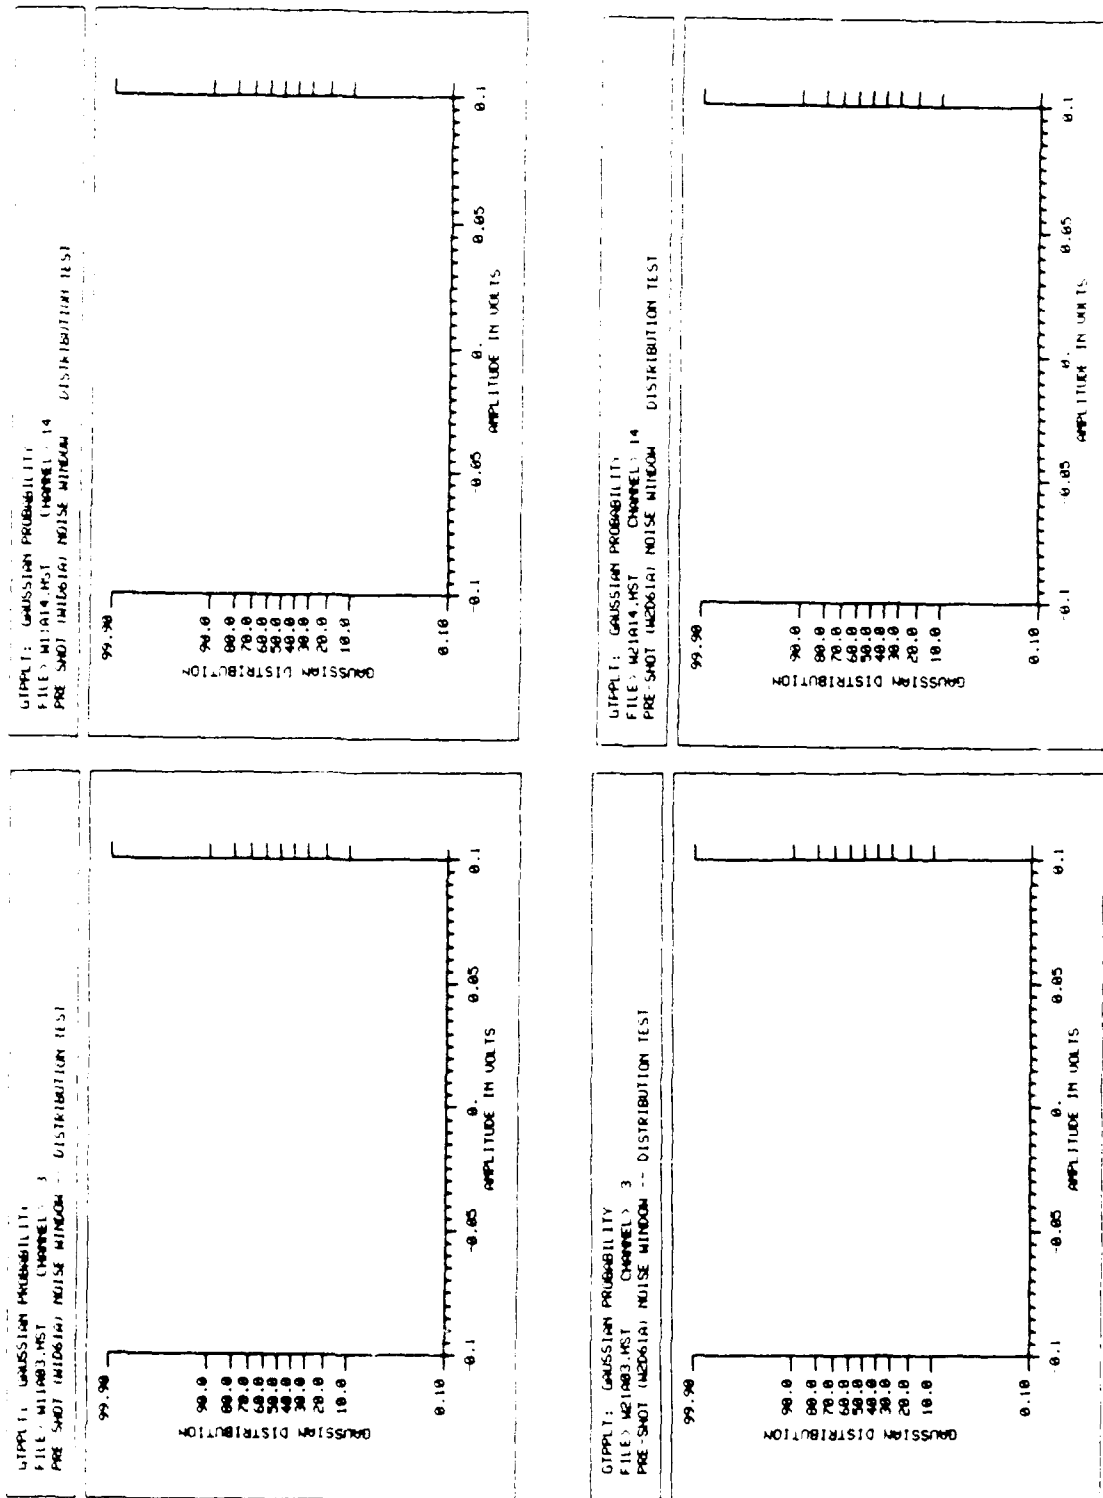 GTPPLT: GAUSSIAN PROBABILITY
FILE> W11A03.HST CHANNEL> 3
PRE-SHOT (W1D61A) NOISE WINDOW -- DISTRIBUTION TEST
GAUSSIAN DISTRIBUTION
99.90
90.0
80.0
70.0
60.0
50.0
40.0
30.0
20.0
10.0
0.10
-0.1 -0.05 0. 0.05 0.1
AMPLITUDE IN VOLTS
GTPPLT: GAUSSIAN PROBABILITY
FILE> W11A14.HST CHANNEL> 14
PRE-SHOT (W1D61A) NOISE WINDOW DISTRIBUTION TEST
GAUSSIAN DISTRIBUTION
99.90
90.0
80.0
70.0
60.0
50.0
40.0
30.0
20.0
10.0
0.10
-0.1 -0.05 0. 0.05 0.1
AMPLITUDE IN VOLTS
GTPPLT: GAUSSIAN PROBABILITY
FILE> W21A03.HST CHANNEL> 3
PRE-SHOT (W2D61A) NOISE WINDOW -- DISTRIBUTION TEST
GAUSSIAN DISTRIBUTION
99.90
90.0
80.0
70.0
60.0
50.0
40.0
30.0
20.0
10.0
0.10
-0.1 -0.05 0. 0.05 0.1
AMPLITUDE IN VOLTS
GTPPLT: GAUSSIAN PROBABILITY
FILE> W21A14.HST CHANNEL> 14
PRE-SHOT (W2D61A) NOISE WINDOW DISTRIBUTION TEST
GAUSSIAN DISTRIBUTION
99.90
90.0
80.0
70.0
60.0
50.0
40.0
30.0
20.0
10.0
0.10
-0.1 -0.05 0. 0.05 0.1
AMPLITUDE IN VOLTS